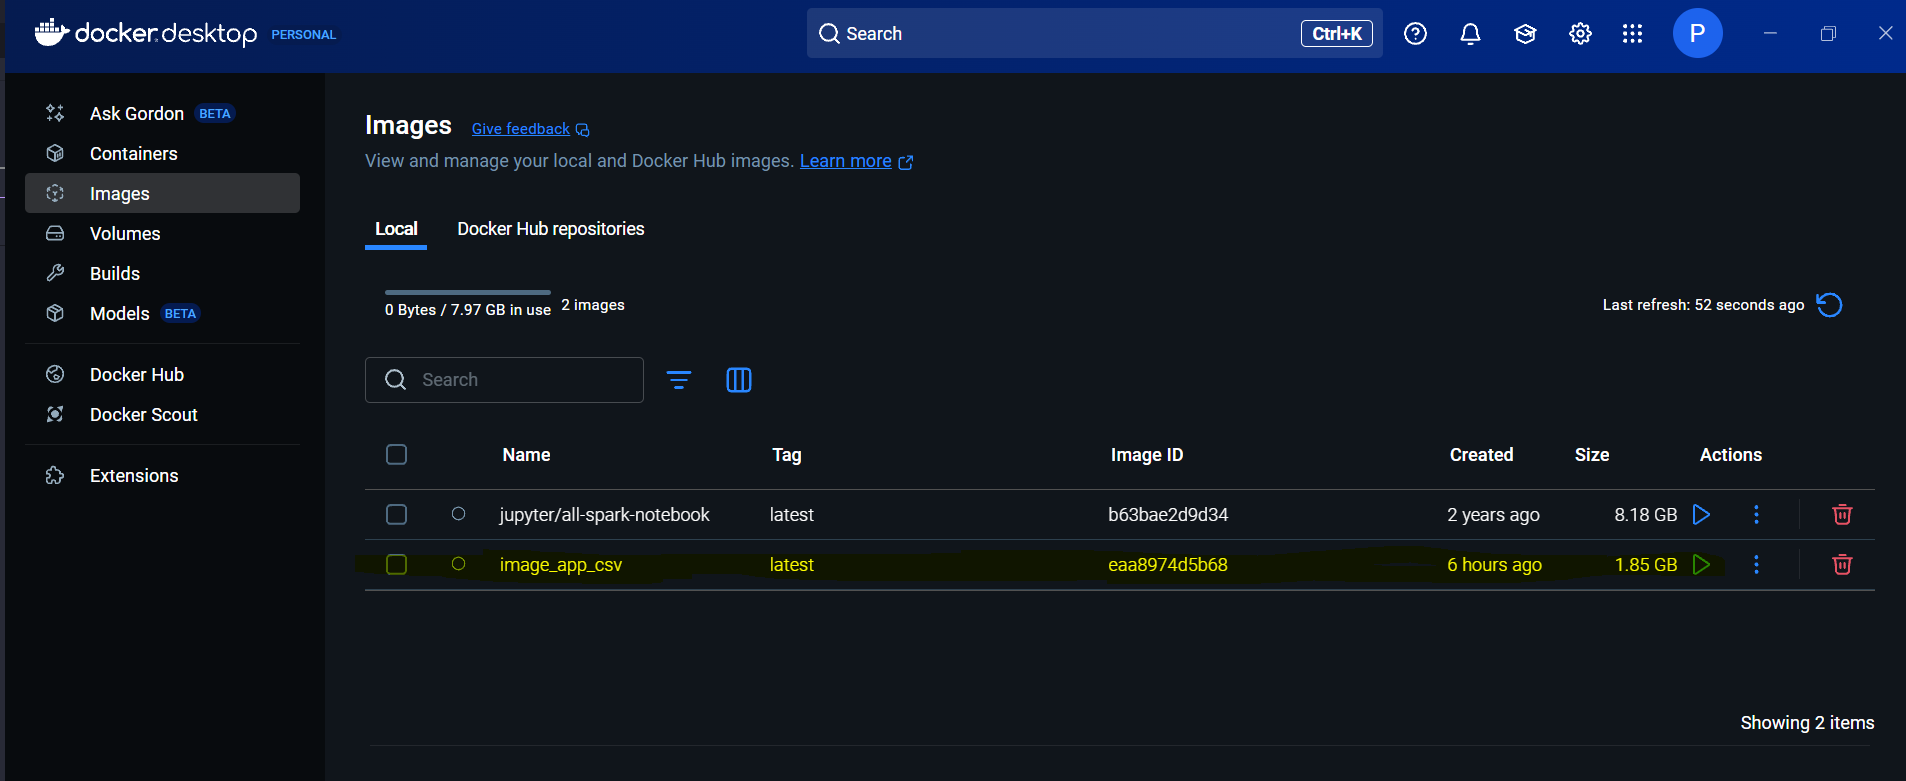 docker.desktop PERSONAL
Search Ctrl+K
P
Ask Gordon BETA
Containers
Images
Volumes
Builds
Models BETA
Docker Hub
Docker Scout
Extensions
Images Give feedback
View and manage your local and Docker Hub images. Learn more
Local Docker Hub repositories
0 Bytes / 7.97 GB in use 2 images
Last refresh: 52 seconds ago
Search
Name Tag Image ID Created Size Actions
jupyter/all-spark-notebook latest b63bae2d9d34 2 years ago 8.18 GB
image_app_csv latest eaa8974d5b68 6 hours ago 1.85 GB
Showing 2 items